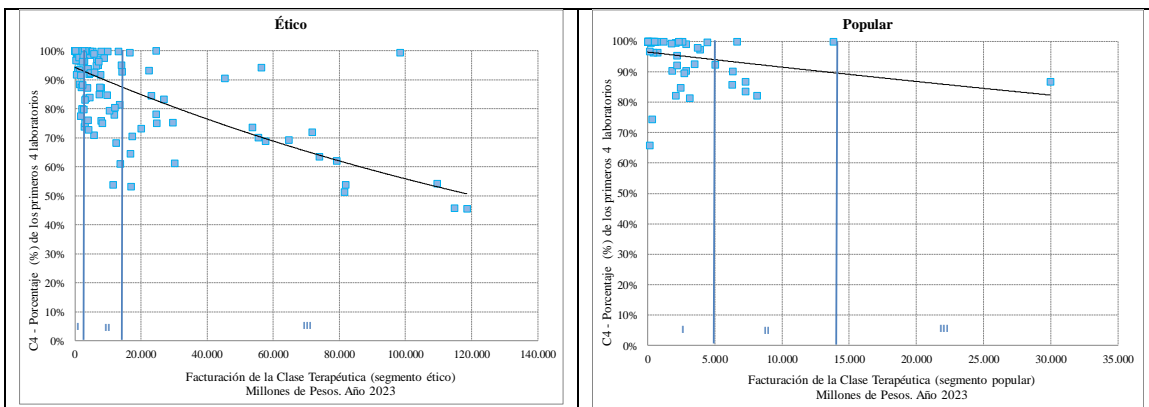 Ético
C4 - Porcentaje (%) de los primeros 4 laboratorios
100%
90%
80%
70%
60%
50%
40%
30%
20%
10%
0%
I
II
III
0
20.000
40.000
60.000
80.000
100.000
120.000
140.000
Facturación de la Clase Terapéutica (segmento ético)
Millones de Pesos. Año 2023
Popular
C4 - Porcentaje (%) de los primeros 4 laboratorios
100%
90%
80%
70%
60%
50%
40%
30%
20%
10%
0%
I
II
III
0
5.000
10.000
15.000
20.000
25.000
30.000
35.000
Facturación de la Clase Terapéutica (segmento popular)
Millones de Pesos. Año 2023